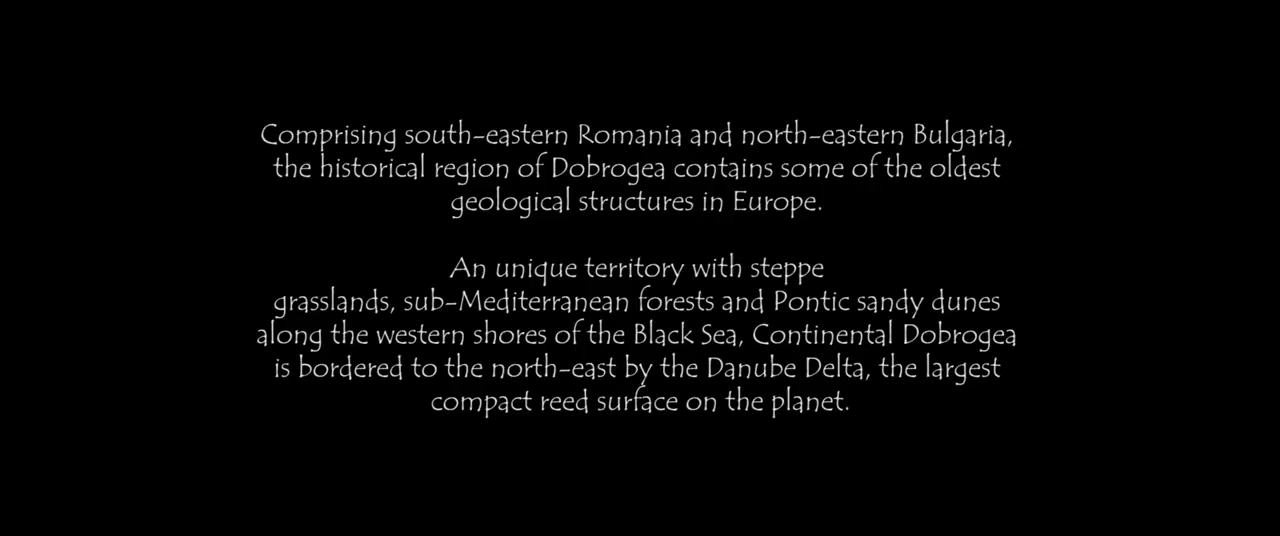 Comprising south-eastern Romania and north-eastern Bulgaria,
the historical region of Dobrogea contains some of the oldest
geological structures in Europe.
An unique territory with steppe
grasslands, sub-Mediterranean forests and Pontic sandy dunes
along the western shores of the Black Sea, Continental Dobrogea
is bordered to the north-east by the Danube Delta, the largest
compact reed surface on the planet.